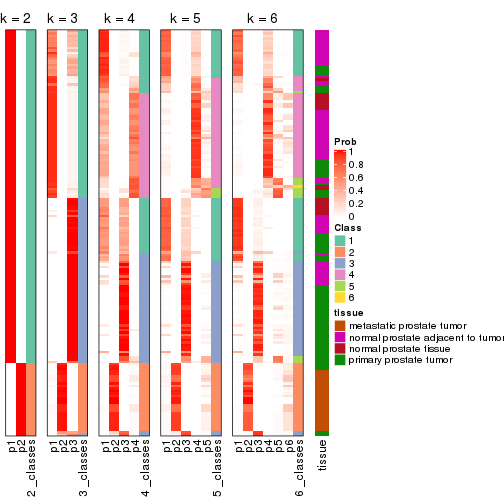 k = 2
k = 3
k = 4
k = 5
k = 6
Prob
1
0.8
0.6
0.4
0.2
0
Class
1
2
3
4
5
6
tissue
metastatic prostate tumor
normal prostate adjacent to tumor
normal prostate tissue
primary prostate tumor
p1
p2
2_classes
p1
p2
p3
3_classes
p1
p2
p3
p4
4_classes
p1
p2
p3
p4
p5
5_classes
p1
p2
p3
p4
p5
p6
6_classes
tissue